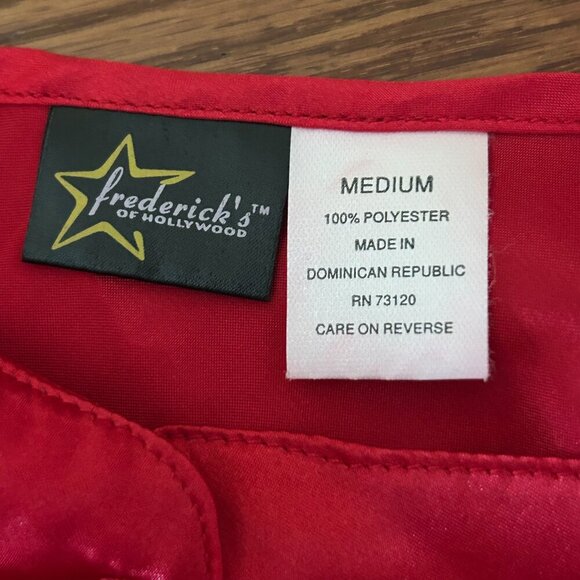 frederick's™
OF HOLLYWOOD
MEDIUM
100% POLYESTER
MADE IN
DOMINICAN REPUBLIC
RN 73120
CARE ON REVERSE